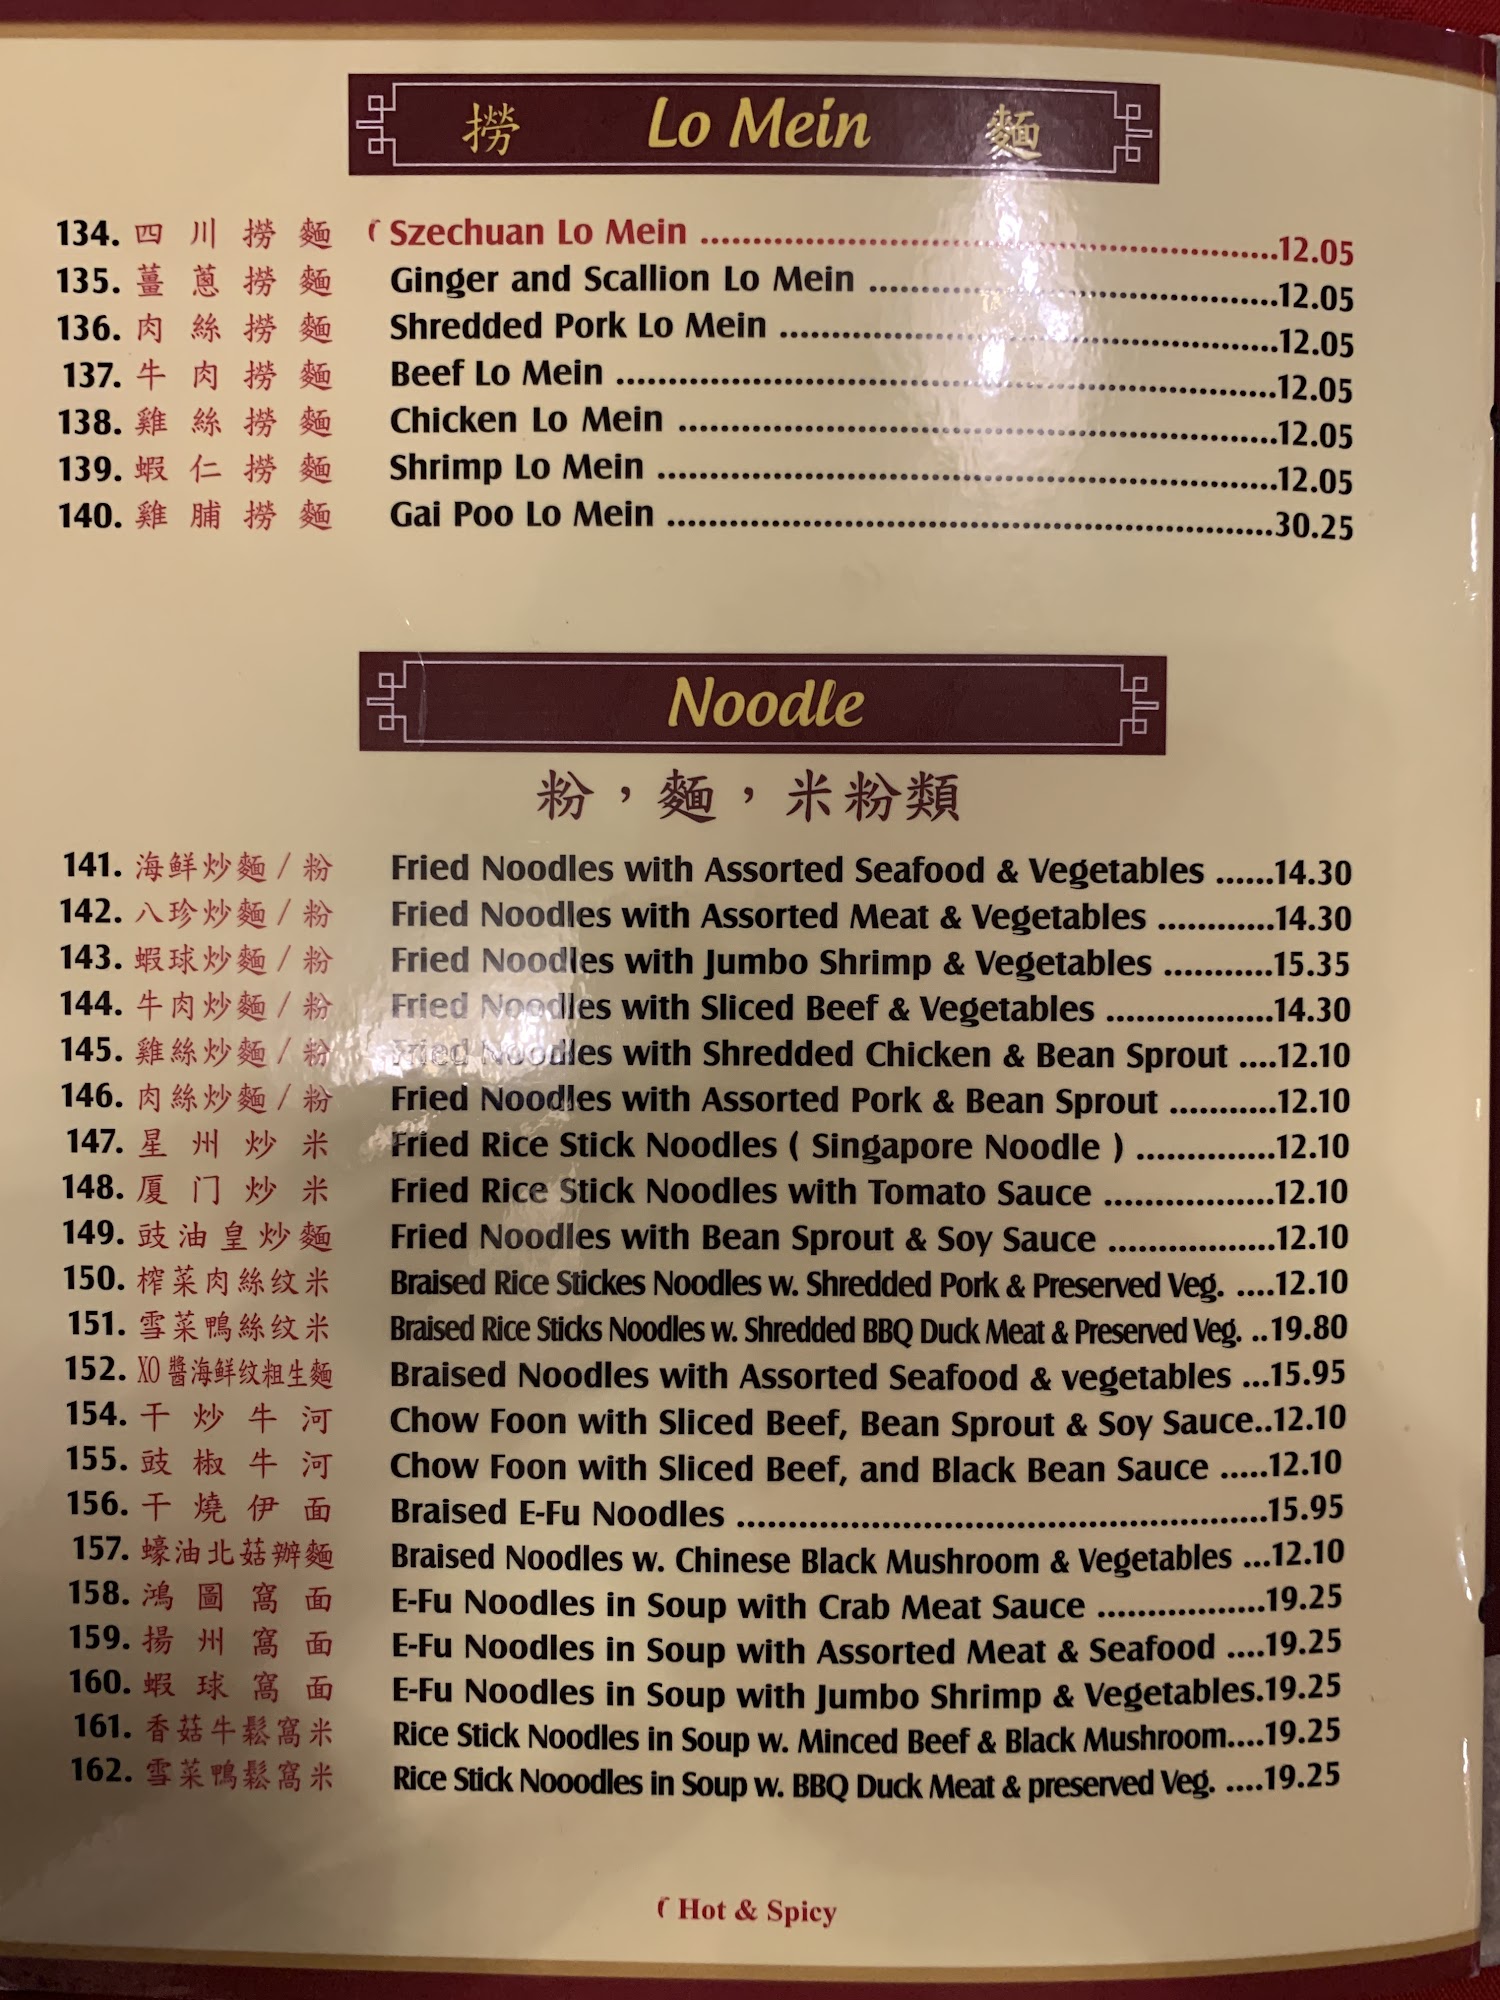 撈 Lo Mein 麵
134. 四川撈麵 Szechuan Lo Mein ........ 12.05
135. 薑蔥撈麵 Ginger and Scallion Lo Mein ........ 12.05
136. 肉絲撈麵 Shredded Pork Lo Mein ........ 12.05
137. 牛肉撈麵 Beef Lo Mein ........ 12.05
138. 雞絲撈麵 Chicken Lo Mein ........ 12.05
139. 蝦仁撈麵 Shrimp Lo Mein ........ 12.05
140. 雞脯撈麵 Gai Poo Lo Mein ........ 30.25
Noodle
粉，麵，米粉類
141. 海鮮炒麵/粉 Fried Noodles with Assorted Seafood & Vegetables ......14.30
142. 八珍炒麵/粉 Fried Noodles with Assorted Meat & Vegetables ............14.30
143. 蝦球炒麵/粉 Fried Noodles with Jumbo Shrimp & Vegetables ...........15.35
144. 牛肉炒麵/粉 Fried Noodles with Sliced Beef & Vegetables .................14.30
145. 雞絲炒麵/粉 Fried Noodles with Shredded Chicken & Bean Sprout ....12.10
146. 肉絲炒麵/粉 Fried Noodles with Assorted Pork & Bean Sprout ...........12.10
147. 星州炒米 Fried Rice Stick Noodles ( Singapore Noodle ) ..............12.10
148. 厦门炒米 Fried Rice Stick Noodles with Tomato Sauce .................12.10
149. 豉油皇炒麵 Fried Noodles with Bean Sprout & Soy Sauce .................12.10
150. 榨菜肉絲纹米 Braised Rice Stickes Noodles w. Shredded Pork & Preserved Veg. ....12.10
151. 雪菜鴨絲纹米 Braised Rice Sticks Noodles w. Shredded BBQ Duck Meat & Preserved Veg. ..19.80
152. XO醬海鮮纹粗生麵 Braised Noodles with Assorted Seafood & vegetables ...15.95
154. 干炒牛河 Chow Foon with Sliced Beef, Bean Sprout & Soy Sauce..12.10
155. 豉椒牛河 Chow Foon with Sliced Beef, and Black Bean Sauce .....12.10
156. 干燒伊面 Braised E-Fu Noodles ........ 15.95
157. 蠔油北菇辦麵 Braised Noodles w. Chinese Black Mushroom & Vegetables ...12.10
158. 鴻圖窩面 E-Fu Noodles in Soup with Crab Meat Sauce .................19.25
159. 揚州窩面 E-Fu Noodles in Soup with Assorted Meat & Seafood ....19.25
160. 蝦球窩面 E-Fu Noodles in Soup with Jumbo Shrimp & Vegetables.19.25
161. 香菇牛鬆窩米 Rice Stick Noodles in Soup w. Minced Beef & Black Mushroom....19.25
162. 雪菜鴨鬆窩米 Rice Stick Nooodles in Soup w. BBQ Duck Meat & preserved Veg. ....19.25
Hot & Spicy